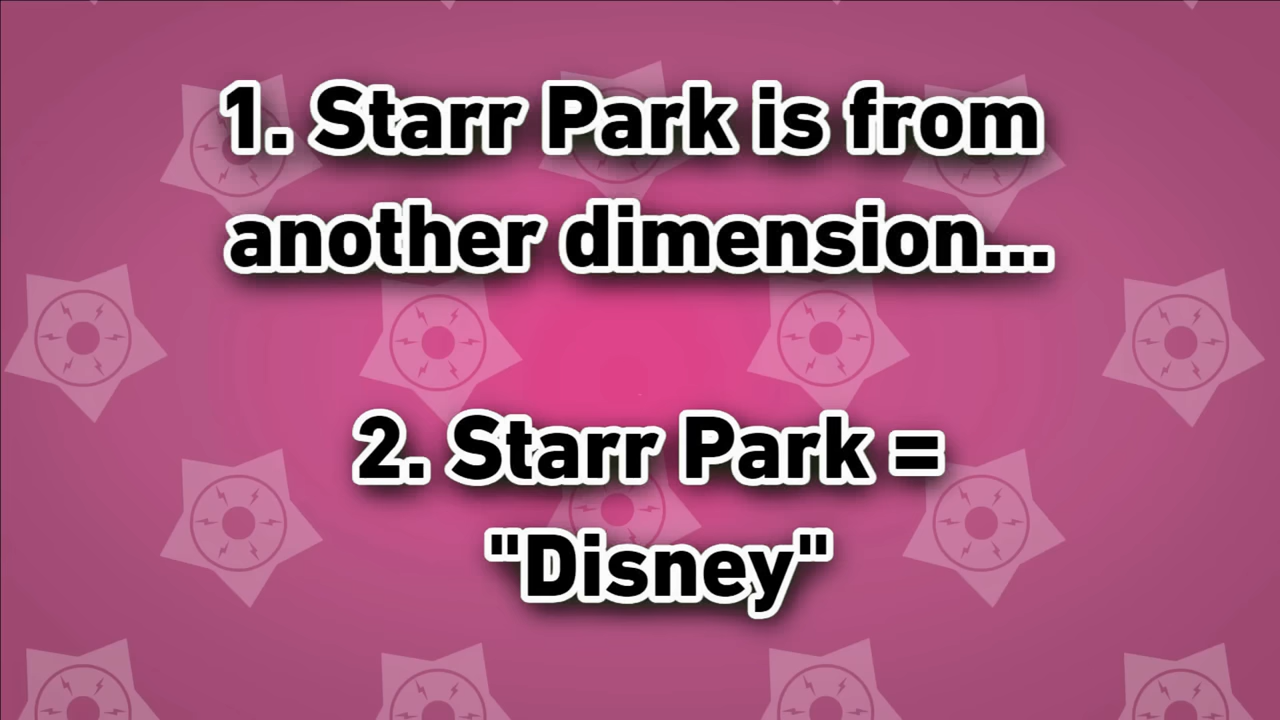 1. Starr Park is from
another dimension...
2. Starr Park =
"Disney"